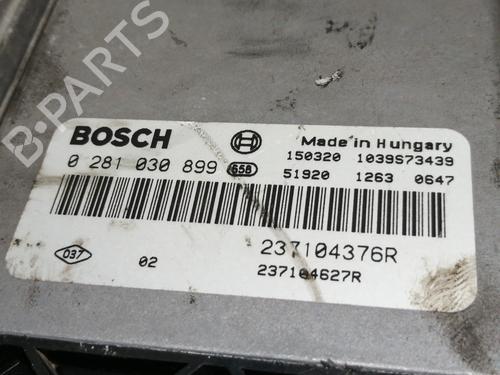 B-PARTS
BOSCH
Made in Hungary
0 281 030 899 658
150320 1039S73439
51920 1263 0647
237104376R
037 02
237104627R